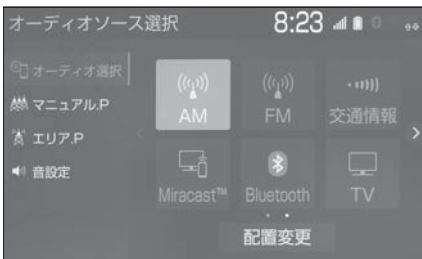 オーディオソース選択 8:23
オーディオ選択
マニュアル.P
エリア.P
音設定
AM FM 交通情報
Miracast™ Bluetooth TV
配置変更